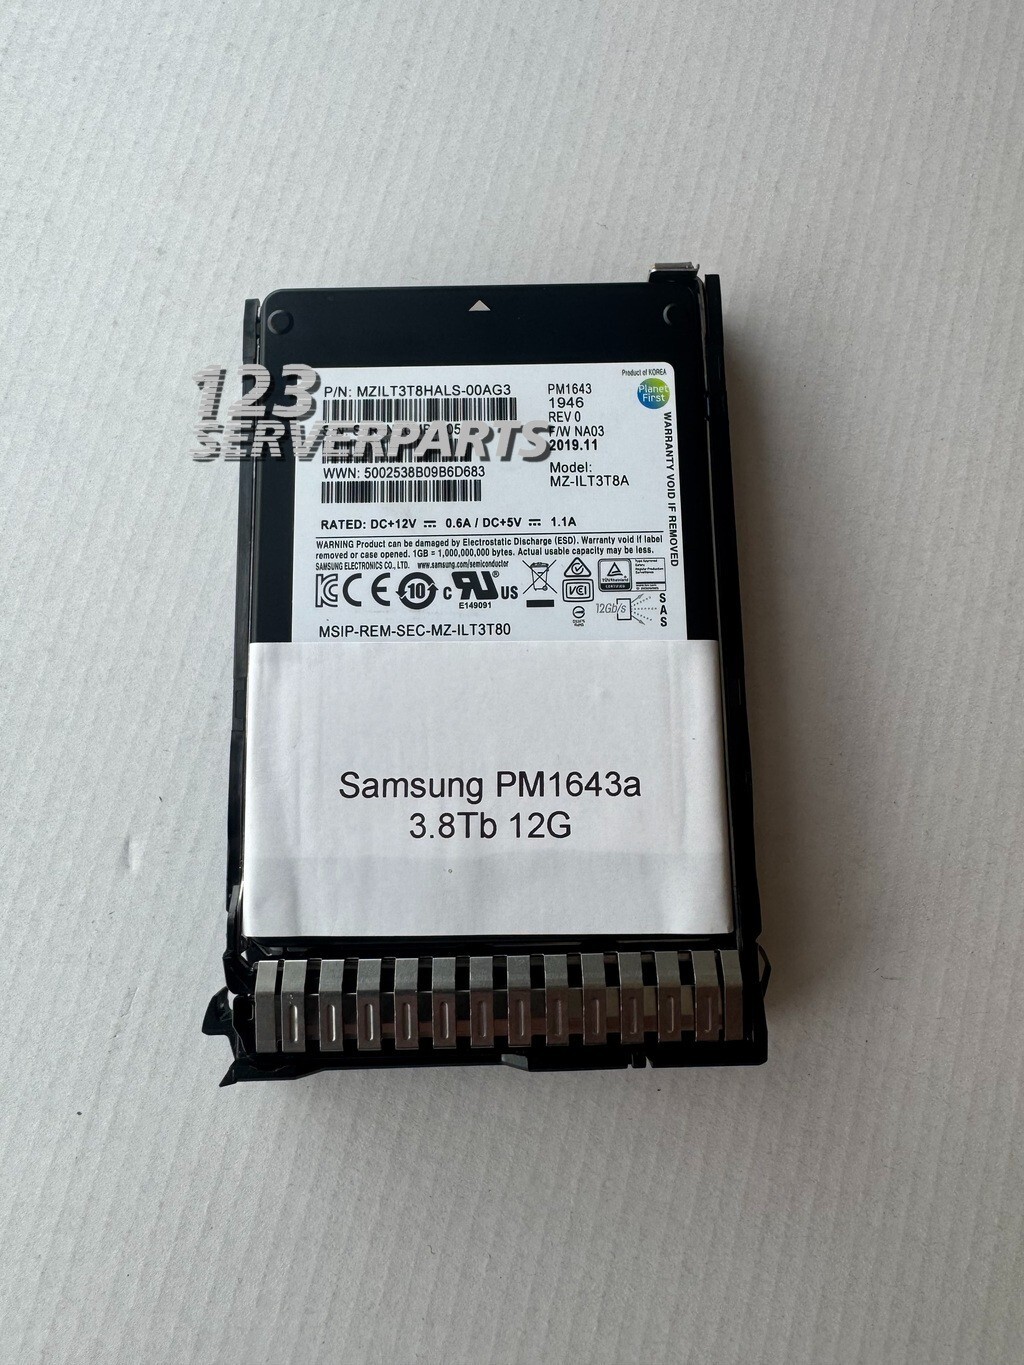 Product of KOREA
Planet
First
P/N: MZILT3T8HALS-00AG3
PM1643
1946
REV 0
F/W NA03
2019.11
123
SERVERPARTS
WWN: 5002538B09B6D683
Model:
MZ-ILT3T8A
WARRANTY VOID IF REMOVED
RATED: DC+12V ⎓ 0.6A / DC+5V ⎓ 1.1A
WARNING Product can be damaged by Electrostatic Discharge (ESD). Warranty void if label
removed or case opened. 1GB = 1,000,000,000 bytes. Actual usable capacity may be less.
SAMSUNG ELECTRONICS CO., LTD. www.samsung.com/semiconductor
10
c
US
E149091
VCI
12Gb/s
SAS
MSIP-REM-SEC-MZ-ILT3T80
Samsung PM1643a
3.8Tb 12G